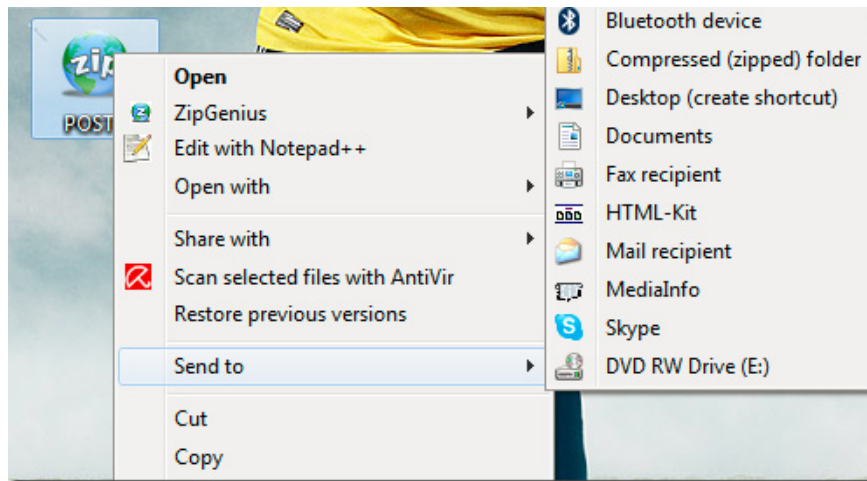 zip
POST
Open
ZipGenius
Edit with Notepad++
Open with
Share with
Scan selected files with AntiVir
Restore previous versions
Send to
Cut
Copy
Bluetooth device
Compressed (zipped) folder
Desktop (create shortcut)
Documents
Fax recipient
HTML-Kit
Mail recipient
MediaInfo
Skype
DVD RW Drive (E:)